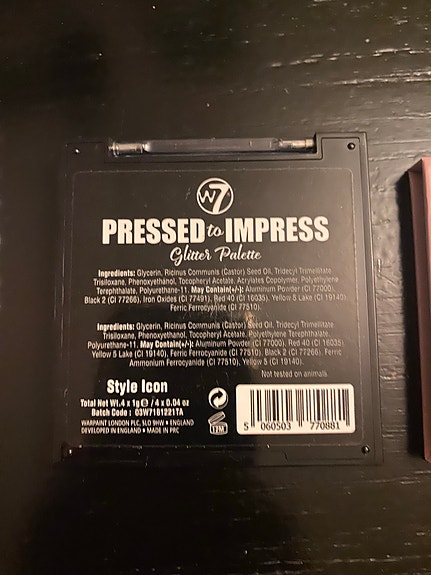 W7
PRESSED to IMPRESS
Glitter Palette
Ingredients: Glycerin, Ricinus Communis (Castor) Seed Oil, Tridecyl Trimellitate
Trisiloxane, Phenoxyethanol, Tocopheryl Acetate, Acrylates Copolymer, Polyethylene
Terephthalate, Polyurethane-11. May Contain(+/-): Aluminum Powder (CI 77000),
Black 2 (CI 77266), Iron Oxides (CI 77491), Red 40 (CI 16035), Yellow 5 Lake (CI 19140)
Ferric Ferrocyanide (CI 77510).
Ingredients: Glycerin, Ricinus Communis (Castor) Seed Oil, Tridecyl Trimellitate
Trisiloxane, Phenoxyethanol, Tocopheryl Acetate, Acrylates Copolymer, Polyethylene Terephthalate,
Polyurethane-11. May Contain(+/-): Aluminum Powder (CI 77000), Red 40 (CI 16035)
Yellow 5 Lake (CI 19140), Ferric Ferrocyanide (CI 77510), Black 2 (CI 77266), Ferric
Ammonium Ferrocyanide (CI 77510), Yellow 5 (CI 19140).
Not tested on animals
Style Icon
Total Net Wt.4 x 1g ℮ / 4 x 0.04 oz
Batch Code : 03W7181221TA
WARPAINT LONDON PLC, SL0 9HW • ENGLAND
DEVELOPED IN ENGLAND • MADE IN PRC
12M
5 060503 770881